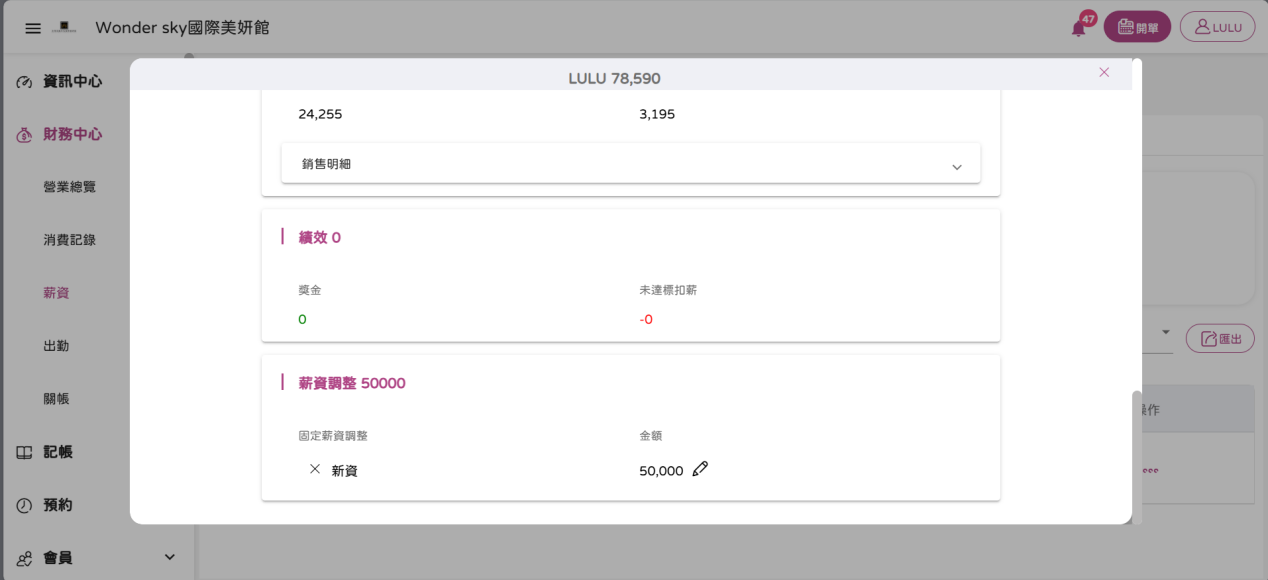 Wonder sky國際美妍館
47
開單
LULU
資訊中心
財務中心
營業總覽
消費記錄
薪資
出勤
關帳
記帳
預約
會員
LULU 78,590
24,255
3,195
銷售明細
績效 0
獎金
未達標扣薪
0
-0
薪資調整 50000
固定薪資調整
金額
新資
50,000
匯出
操作